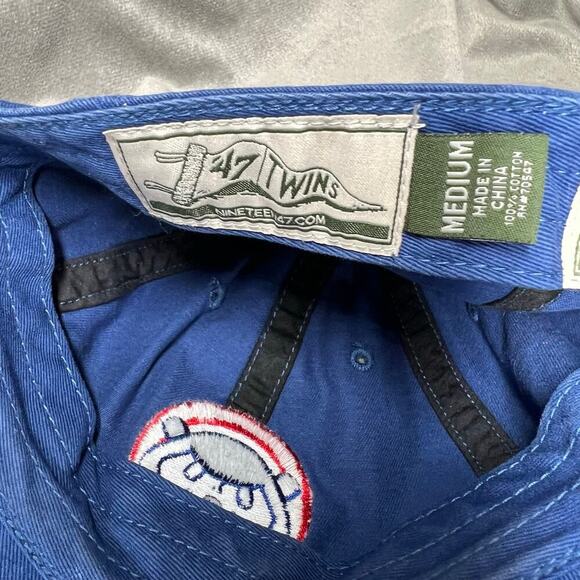 '47 TWINS
NINETEEN47.COM
MEDIUM
MADE IN
CHINA
100% COTTON
RN#70547